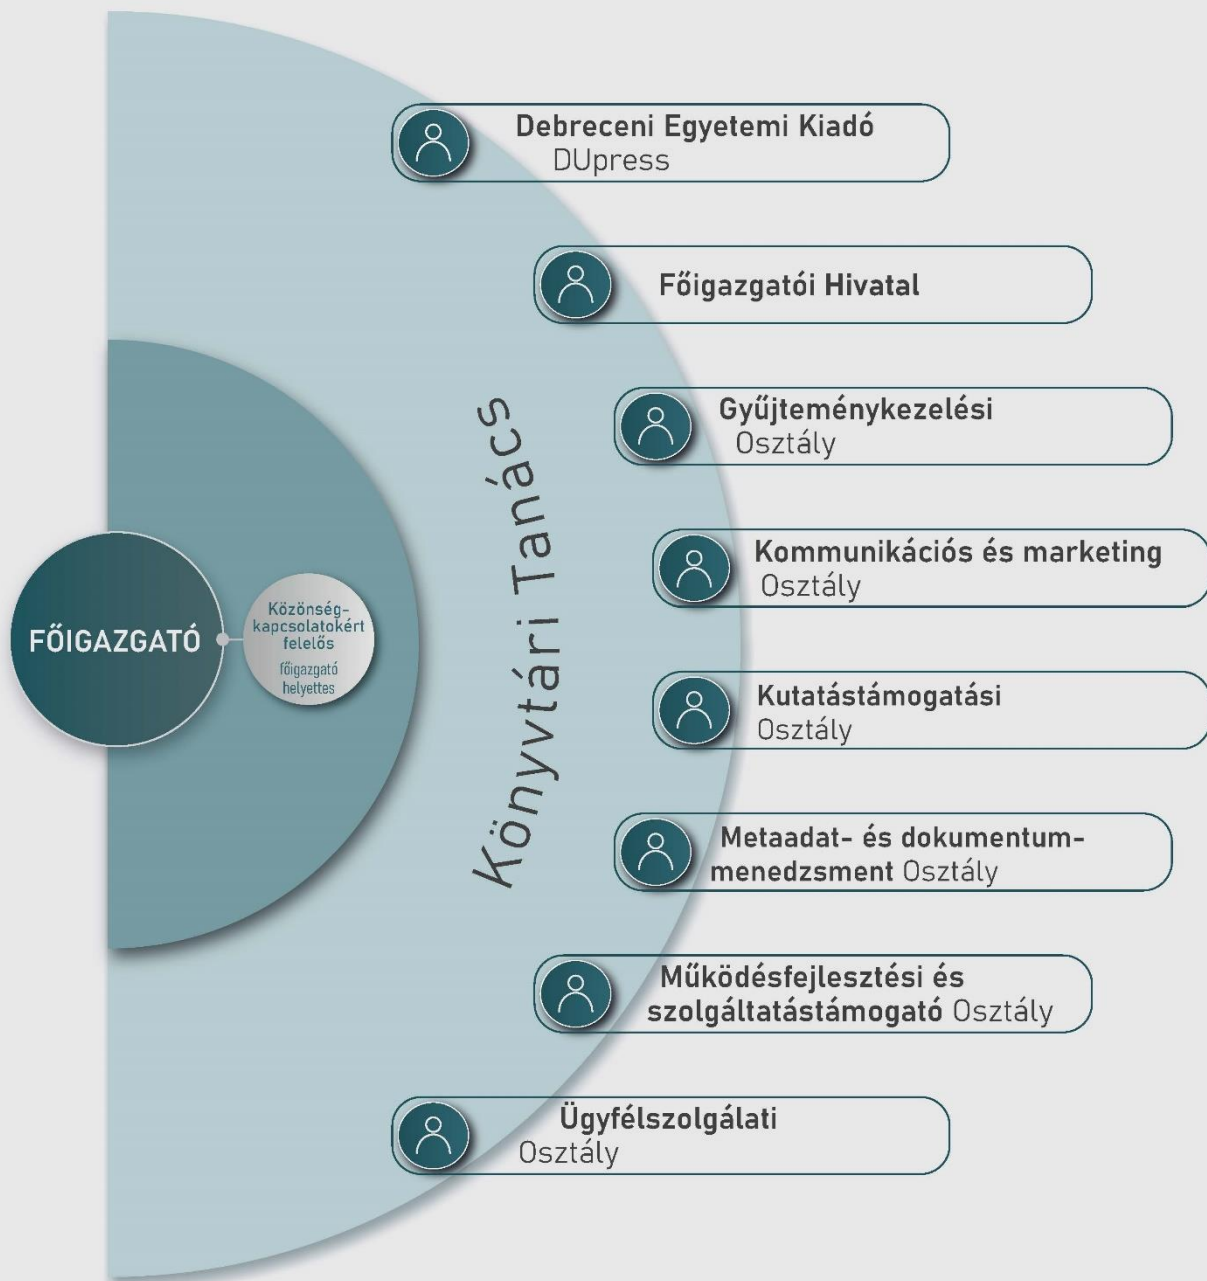 Debreceni Egyetemi Kiadó
DUpress
Főigazgatói Hivatal
Gyűjteménykezelési
Osztály
Kommunikációs és marketing
Osztály
FŐIGAZGATÓ
Közönség-
kapcsolatokért
felelős
főigazgató
helyettes
Könyvtári Tanács
Kutatástámogatási
Osztály
Metaadat- és dokumentum-
menedzsment Osztály
Működésfejlesztési és
szolgáltatástámogató Osztály
Ügyfélszolgálati
Osztály